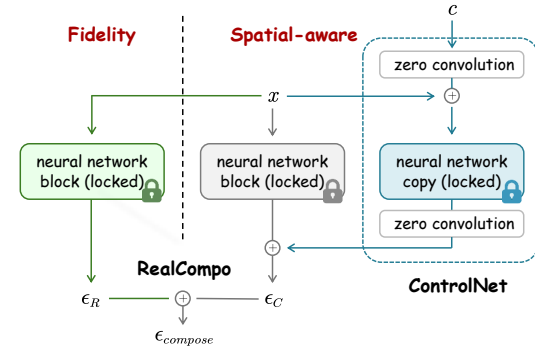 c
Fidelity
Spatial-aware
zero convolution
x
neural network
block (locked)
neural network
block (locked)
neural network
copy (locked)
zero convolution
RealCompo
ControlNet
ϵ_R
ϵ_C
ϵ_compose